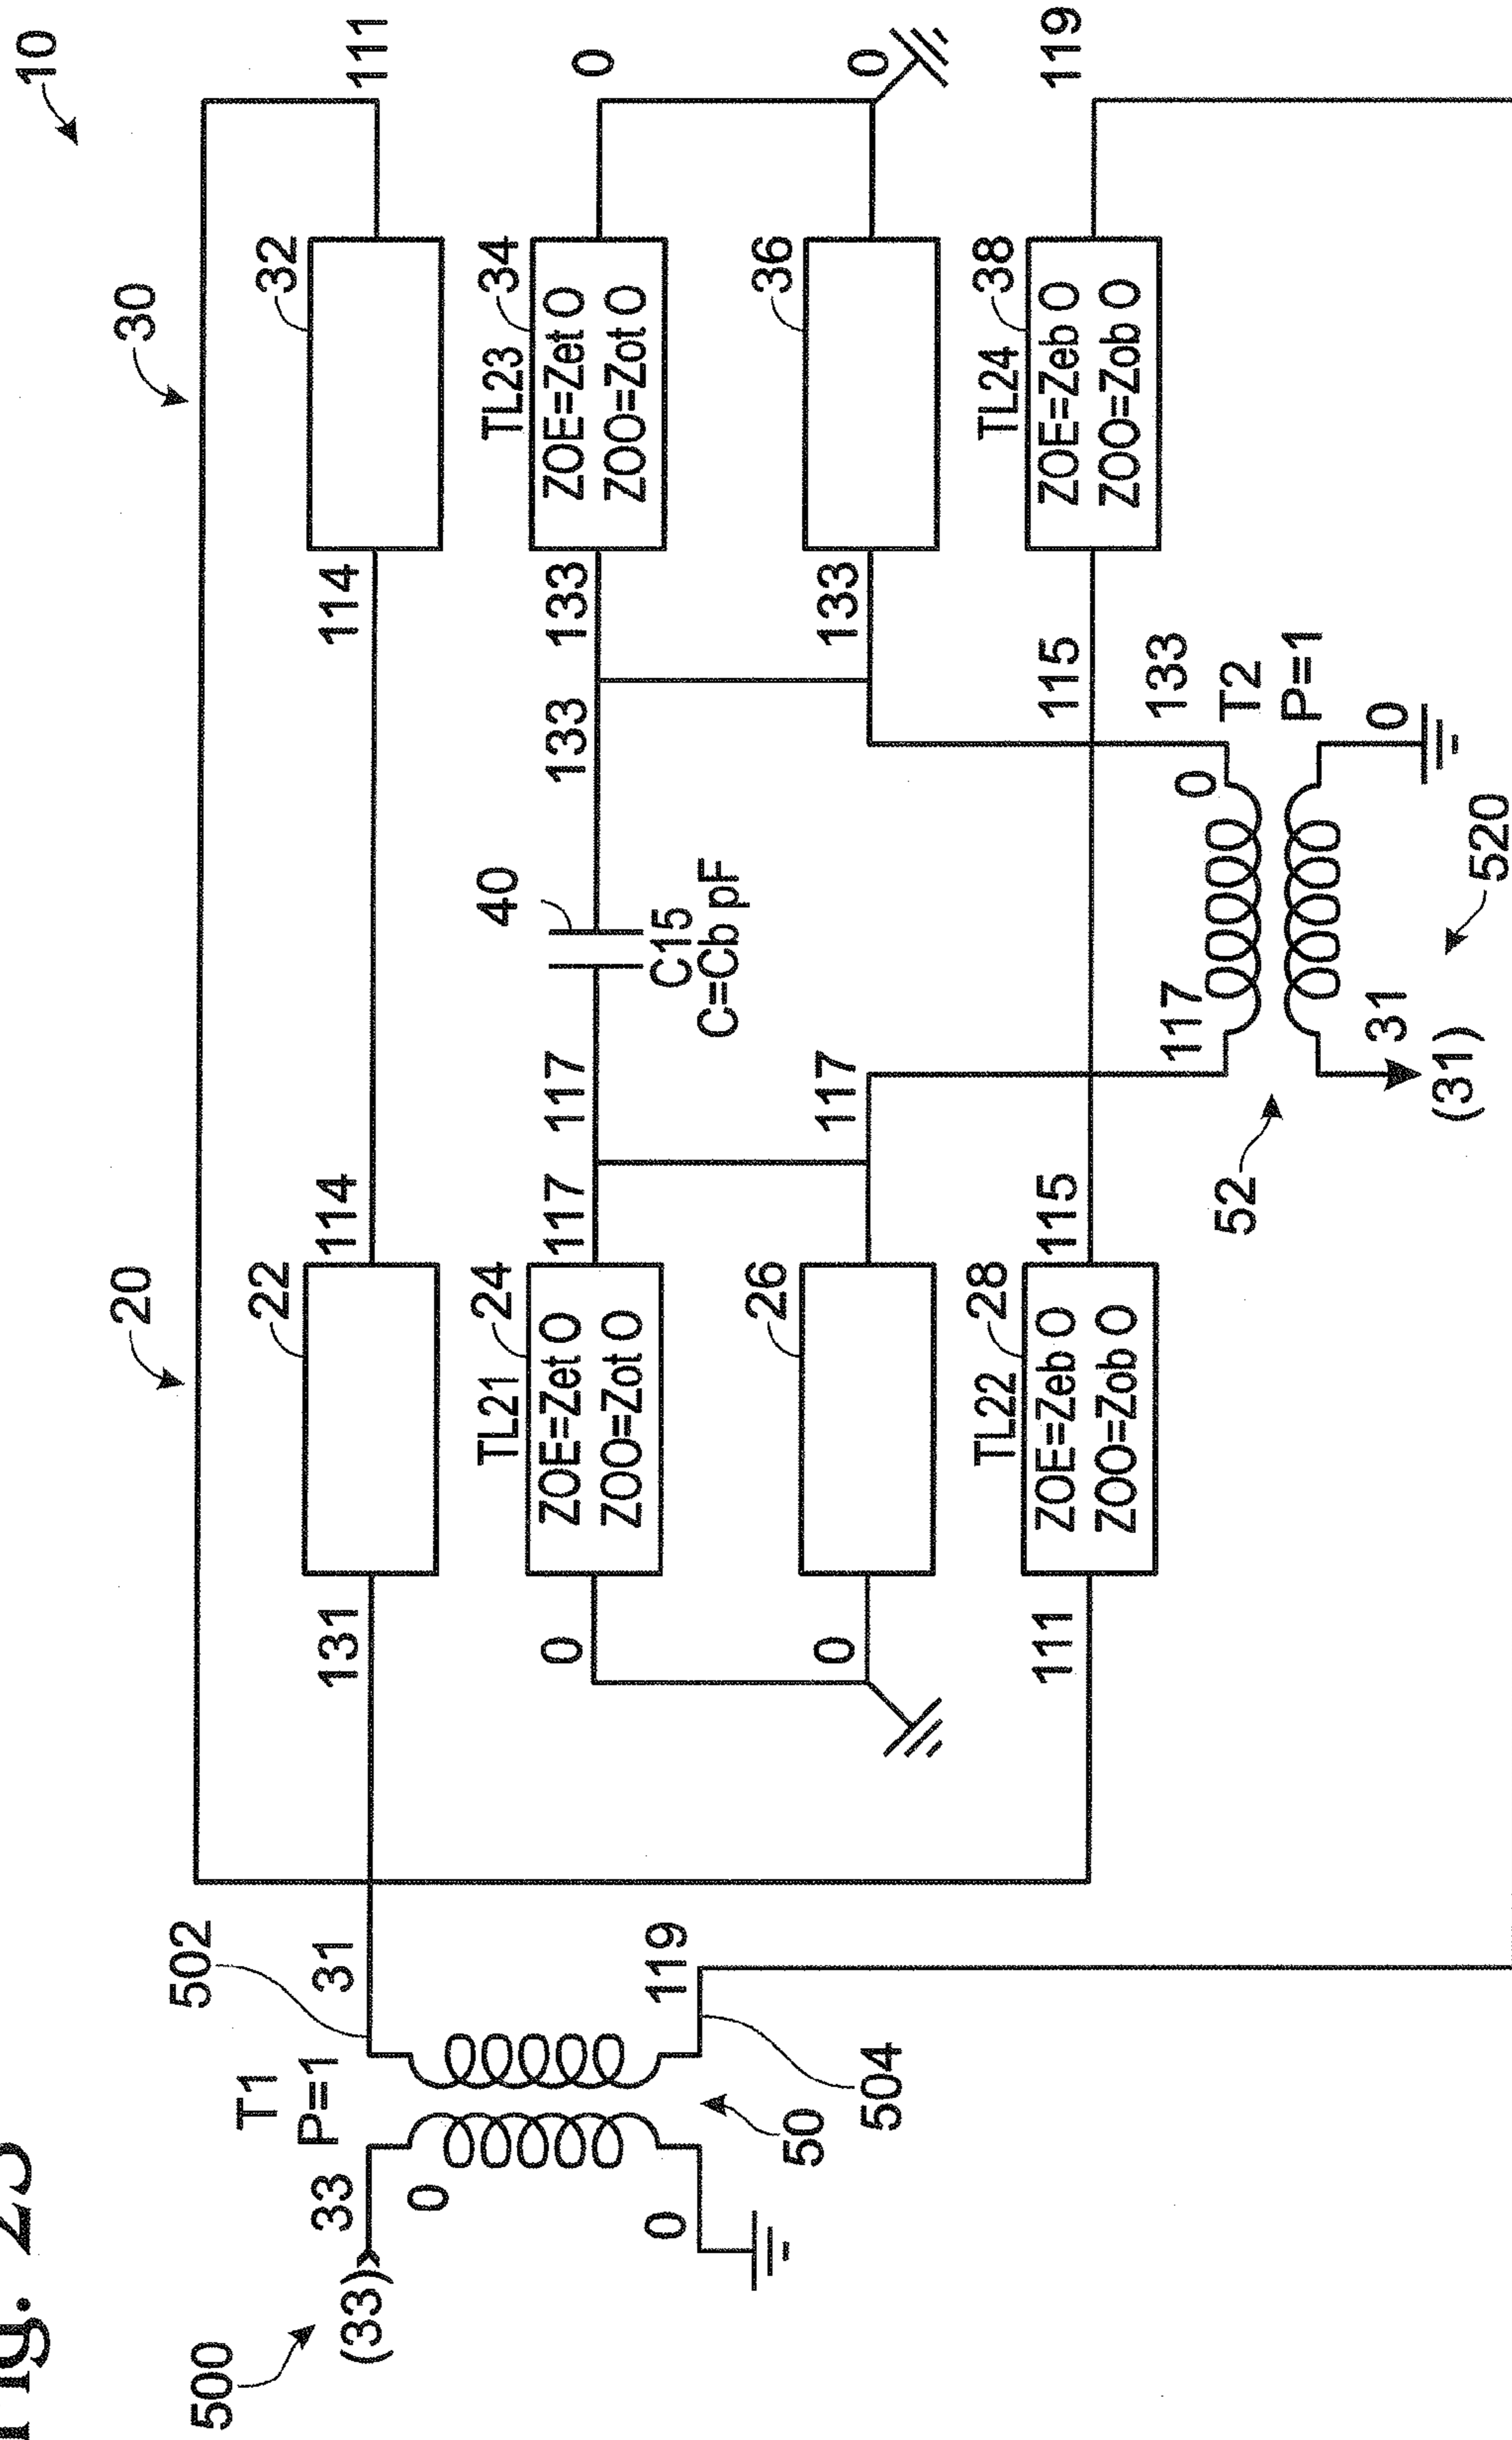 Fig. 25
10
30
20
502
500
T1
P=1
(33)
33
0
0
31
119
504
50
131
22
114
114
32
111
TL21
24
ZOE=Zet O
ZOO=Zot O
0
117
117
40
C15
C=Cb pF
133
133
TL23
34
ZOE=Zet O
ZOO=Zot O
0
0
26
117
133
36
0
111
TL22
28
ZOE=Zeb O
ZOO=Zob O
115
115
TL24
38
ZOE=Zeb O
ZOO=Zob O
119
117
0
133
T2
P=1
52
31
(31)
0
520